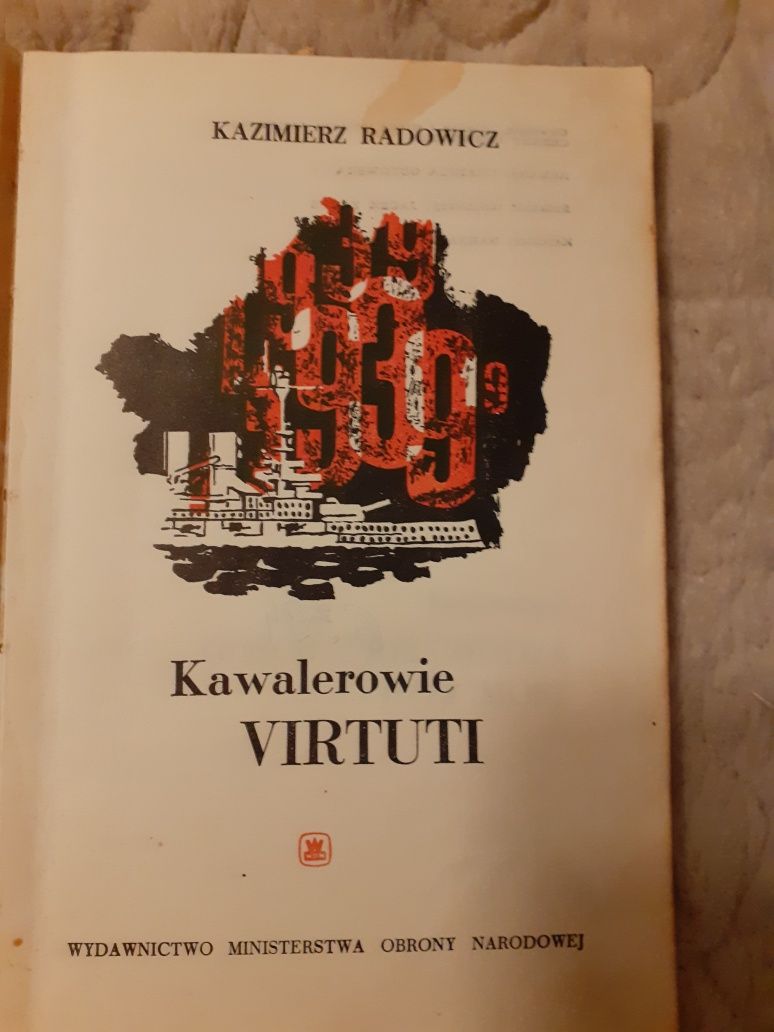 KAZIMIERZ RADOWICZ
1939
Kawalerowie
VIRTUTI
WYDAWNICTWO MINISTERSTWA OBRONY NARODOWEJ